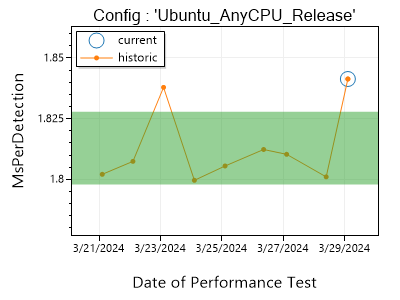 Config : 'Ubuntu_AnyCPU_Release'
current
historic
MsPerDetection
1.85
1.825
1.8
3/21/2024 3/23/2024 3/25/2024 3/27/2024 3/29/2024
Date of Performance Test